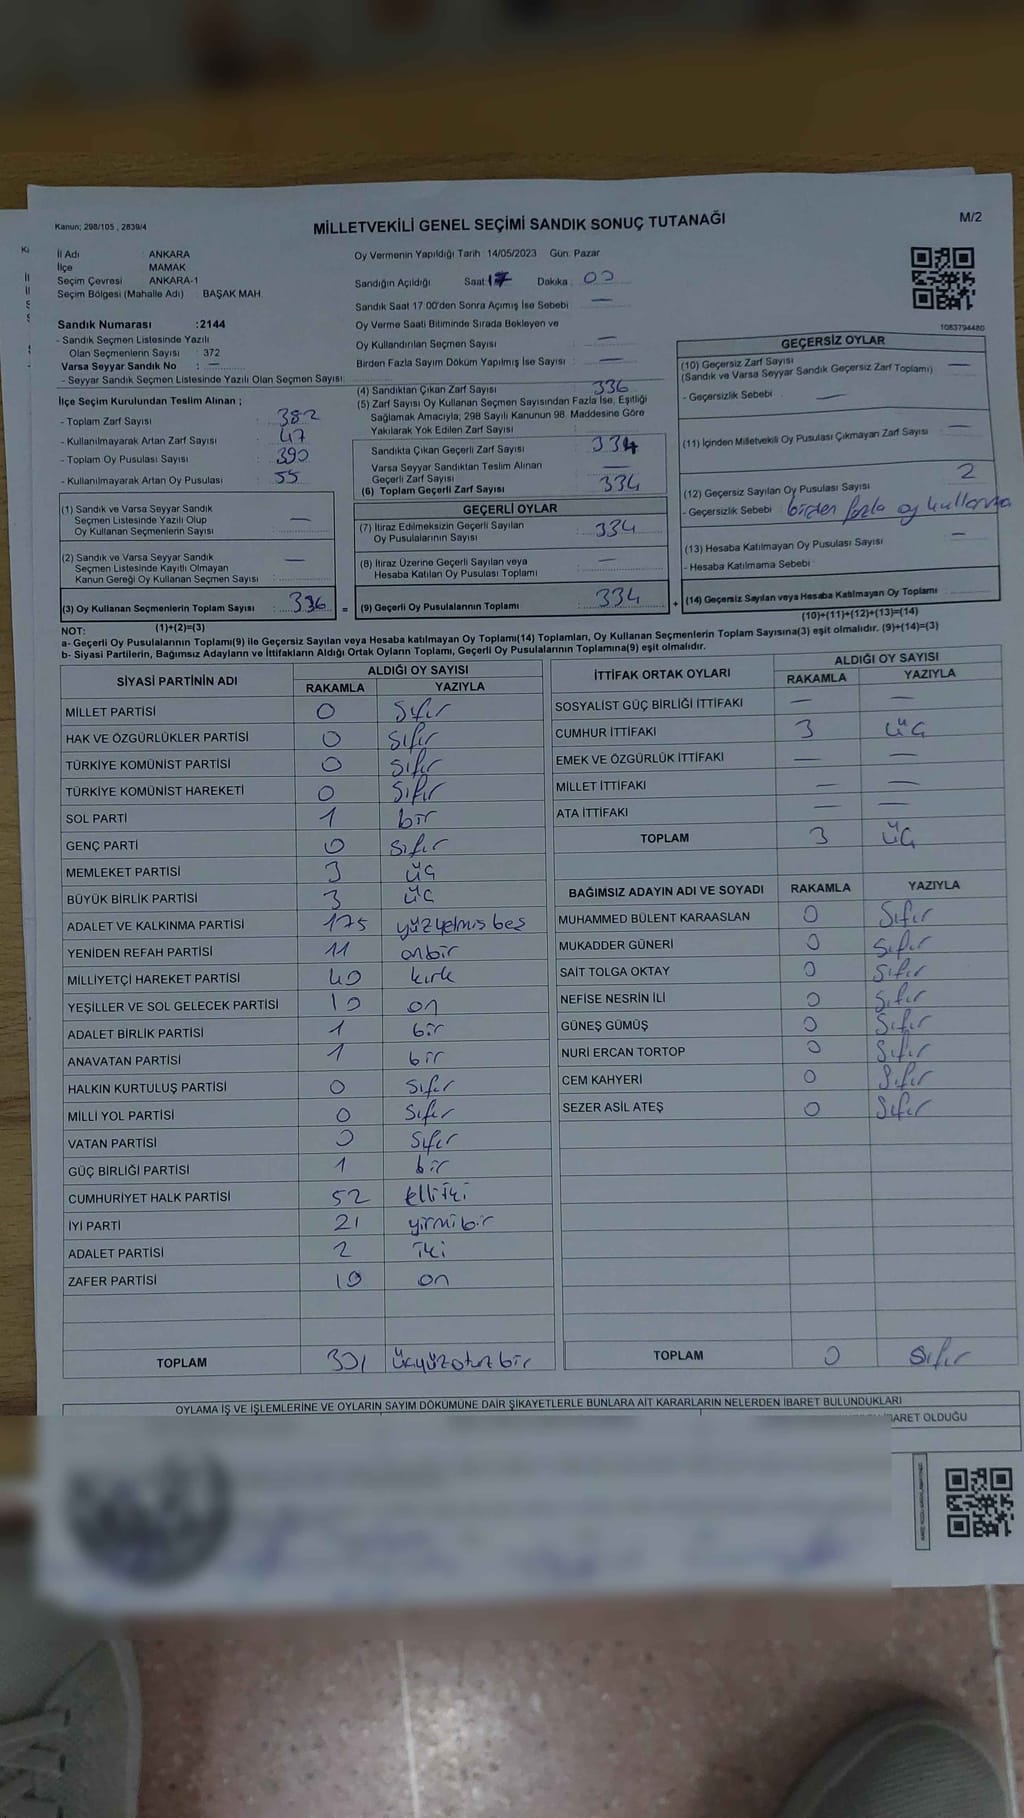 Kanun; 298/105 , 2839/4
MİLLETVEKİLİ GENEL SEÇİMİ SANDIK SONUÇ TUTANAĞI
M/2
İl Adı : ANKARA
İlçe MAMAK
Seçim Çevresi : ANKARA-1
Seçim Bölgesi (Mahalle Adı) : BAŞAK MAH.
Sandık Numarası :2144
- Sandık Seçmen Listesinde Yazılı
Olan Seçmenlerin Sayısı : 372
Varsa Seyyar Sandık No : —
- Seyyar Sandık Seçmen Listesinde Yazılı Olan Seçmen Sayısı:
İlçe Seçim Kurulundan Teslim Alınan ;
- Toplam Zarf Sayısı : 382
- Kullanılmayarak Artan Zarf Sayısı : 47
- Toplam Oy Pusulası Sayısı : 390
- Kullanılmayarak Artan Oy Pusulası : 55
(1) Sandık ve Varsa Seyyar Sandık
Seçmen Listesinde Yazılı Olup
Oy Kullanan Seçmenlerin Sayısı : —
(2) Sandık ve Varsa Seyyar Sandık
Seçmen Listesinde Kayıtlı Olmayan
Kanun Gereği Oy Kullanan Seçmen Sayısı : —
(3) Oy Kullanan Seçmenlerin Toplam Sayısı : 336 =
(1)+(2)=(3)
Oy Vermenin Yapıldığı Tarih :14/05/2023 Gün: Pazar
Sandığın Açıldığı Saat: 17 Dakika : 00
Sandık Saat 17:00'den Sonra Açımış İse Sebebi : —
Oy Verme Saati Bitiminde Sırada Bekleyen ve
Oy Kullandırılan Seçmen Sayısı : —
Birden Fazla Sayım Döküm Yapılmış İse Sayısı : —
(4) Sandıktan Çıkan Zarf Sayısı : 336
(5) Zarf Sayısı Oy Kullanan Seçmen Sayısından Fazla İse, Eşitliği
Sağlamak Amacıyla; 298 Sayılı Kanunun 98. Maddesine Göre
Yakılarak Yok Edilen Zarf Sayısı :
Sandıkta Çıkan Geçerli Zarf Sayısı : 334
Varsa Seyyar Sandıktan Teslim Alınan
Geçerli Zarf Sayısı : —
(6) Toplam Geçerli Zarf Sayısı : 334
GEÇERLİ OYLAR
(7) İtiraz Edilmeksizin Geçerli Sayılan
Oy Pusulalarının Sayısı : 334
(8) İtiraz Üzerine Geçerli Sayılan veya
Hesaba Katılan Oy Pusulası Toplamı : —
(9) Geçerli Oy Pusulalarının Toplamı : 334 +
1083794480
GEÇERSİZ OYLAR
(10) Geçersiz Zarf Sayısı
(Sandık ve Varsa Seyyar Sandık Geçersiz Zarf Toplamı) : —
- Geçersizlik Sebebi : —
(11) İçinden Milletvekili Oy Pusulası Çıkmayan Zarf Sayısı : —
(12) Geçersiz Sayılan Oy Pusulası Sayısı : 2
- Geçersizlik Sebebi : birden fazla oy kullanma
(13) Hesaba Katılmayan Oy Pusulası Sayısı : —
- Hesaba Katılmama Sebebi :
(14) Geçersiz Sayılan veya Hesaba Katılmayan Oy Toplamı :
(10)+(11)+(12)+(13)=(14)
NOT:
a- Geçerli Oy Pusulalarının Toplamı(9) ile Geçersiz Sayılan veya Hesaba katılmayan Oy Toplamı(14) Toplamları, Oy Kullanan Seçmenlerin Toplam Sayısına(3) eşit olmalıdır. (9)+(14)=(3)
b- Siyasi Partilerin, Bağımsız Adayların ve İttifakların Aldığı Ortak Oyların Toplamı, Geçerli Oy Pusulalarının Toplamına(9) eşit olmalıdır.
SİYASİ PARTİNİN ADI ALDIĞI OY SAYISI
RAKAMLA YAZIYLA
MİLLET PARTİSİ 0 Sıfır
HAK VE ÖZGÜRLÜKLER PARTİSİ 0 Sıfır
TÜRKİYE KOMÜNİST PARTİSİ 0 Sıfır
TÜRKİYE KOMÜNİST HAREKETİ 0 Sıfır
SOL PARTİ 1 bir
GENÇ PARTİ 0 Sıfır
MEMLEKET PARTİSİ 3 üç
BÜYÜK BİRLİK PARTİSİ 3 üç
ADALET VE KALKINMA PARTİSİ 175 yüzyetmiş beş
YENİDEN REFAH PARTİSİ 11 onbir
MİLLİYETÇİ HAREKET PARTİSİ 40 kırk
YEŞİLLER VE SOL GELECEK PARTİSİ 10 on
ADALET BİRLİK PARTİSİ 1 bir
ANAVATAN PARTİSİ 1 bir
HALKIN KURTULUŞ PARTİSİ 0 Sıfır
MİLLİ YOL PARTİSİ 0 Sıfır
VATAN PARTİSİ 0 Sıfır
GÜÇ BİRLİĞİ PARTİSİ 1 bir
CUMHURİYET HALK PARTİSİ 52 elliiki
İYİ PARTİ 21 yirmibir
ADALET PARTİSİ 2 iki
ZAFER PARTİSİ 10 on
TOPLAM 331 üçyüzotuzbir
İTTİFAK ORTAK OYLARI ALDIĞI OY SAYISI
RAKAMLA YAZIYLA
SOSYALİST GÜÇ BİRLİĞİ İTTİFAKI — —
CUMHUR İTTİFAKI 3 üç
EMEK VE ÖZGÜRLÜK İTTİFAKI — —
MİLLET İTTİFAKI — —
ATA İTTİFAKI — —
TOPLAM 3 üç
BAĞIMSIZ ADAYIN ADI VE SOYADI RAKAMLA YAZIYLA
MUHAMMED BÜLENT KARAASLAN 0 Sıfır
MUKADDER GÜNERİ 0 Sıfır
SAİT TOLGA OKTAY 0 Sıfır
NEFİSE NESRİN İLİ 0 Sıfır
GÜNEŞ GÜMÜŞ 0 Sıfır
NURİ ERCAN TORTOP 0 Sıfır
CEM KAHYERİ 0 Sıfır
SEZER ASİL ATEŞ 0 Sıfır
TOPLAM 0 Sıfır
OYLAMA İŞ VE İŞLEMLERİNE VE OYLARIN SAYIM DÖKÜMÜNE DAİR ŞİKAYETLERLE BUNLARA AİT KARARLARIN NELERDEN İBARET BULUNDUKLARI
İBARET OLDUĞU